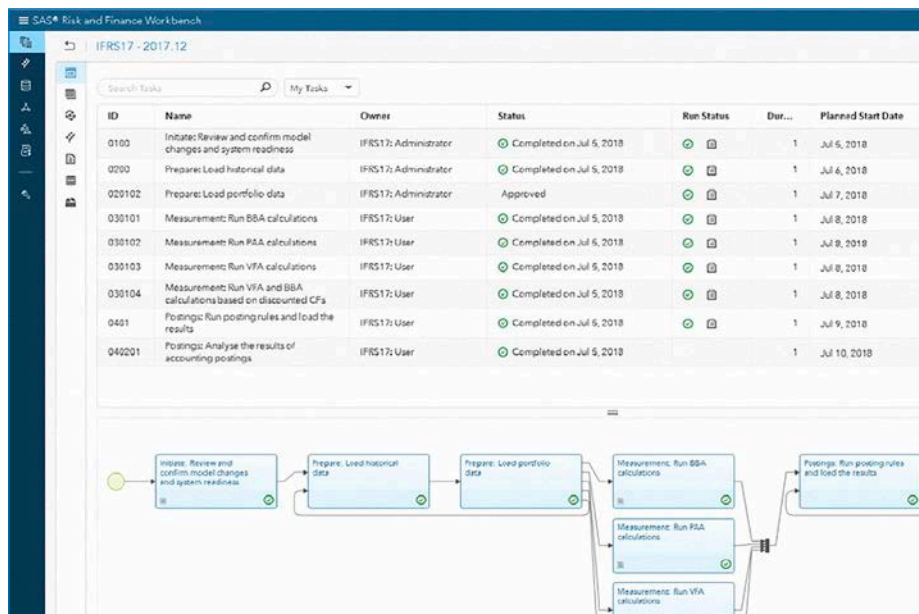 SAS® Risk and Finance Workbench
IFRS17 - 2017.12
Search Tasks
My Tasks
ID Name Owner Status Run Status Dur... Planned Start Date
0100 Initiate: Review and confirm model
changes and system readiness IFRS17: Administrator Completed on Jul 5, 2018 1 Jul 5, 2018
0200 Prepare: Load historical data IFRS17: Administrator Completed on Jul 5, 2018 1 Jul 6, 2018
020102 Prepare: Load portfolio data IFRS17: Administrator Approved 1 Jul 7, 2018
030101 Measurement: Run BBA calculations IFRS17: User Completed on Jul 5, 2018 1 Jul 8, 2018
030102 Measurement: Run PAA calculations IFRS17: User Completed on Jul 5, 2018 1 Jul 8, 2018
030103 Measurement: Run VFA calculations IFRS17: User Completed on Jul 5, 2018 1 Jul 8, 2018
030104 Measurement: Run VFA and BBA
calculations based on discounted CFs IFRS17: User Completed on Jul 5, 2018 1 Jul 8, 2018
0401 Postings: Run posting rules and load the
results IFRS17: User Completed on Jul 5, 2018 1 Jul 9, 2018
040201 Postings: Analyse the results of
accounting postings IFRS17: User Completed on Jul 5, 2018 1 Jul 10, 2018
Initiate: Review and
confirm model changes
and system readiness
Prepare: Load historical
data
Prepare: Load portfolio
data
Measurement: Run BBA
calculations
Postings: Run posting rules
and load the results
Measurement: Run PAA
calculations
Measurement: Run VFA
calculations